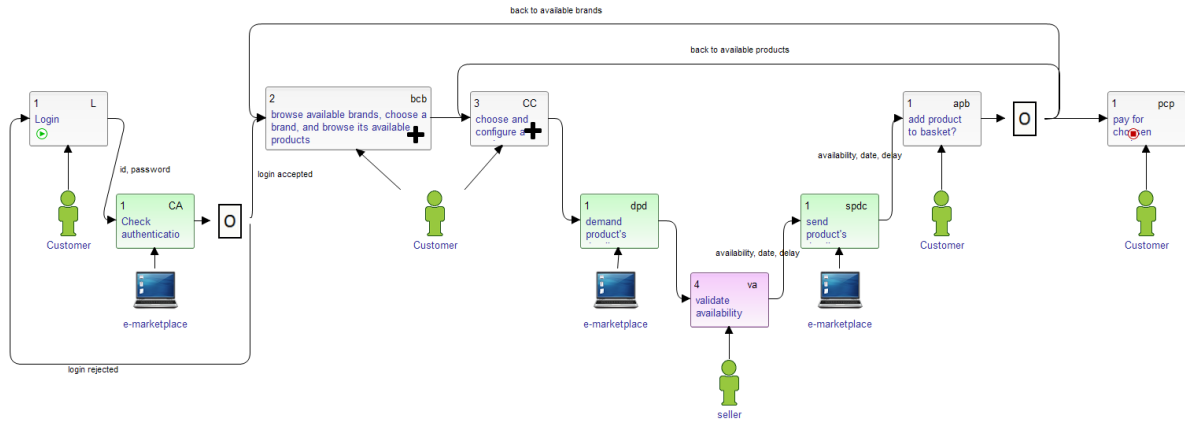 back to available brands
back to available products
1 L
Login
2 bcb
browse available brands, choose a
brand, and browse its available
products
3 CC
choose and
configure a
1 apb
add product
to basket?
O
1 pcp
pay for
chosen
id, password
login accepted
availability, date, delay
1 CA
Check
authenticatio
O
1 dpd
demand
product's
1 spdc
send
product's
Customer
Customer
Customer
Customer
availability, date, delay
4 va
validate
availability
e-marketplace
e-marketplace
e-marketplace
login rejected
seller